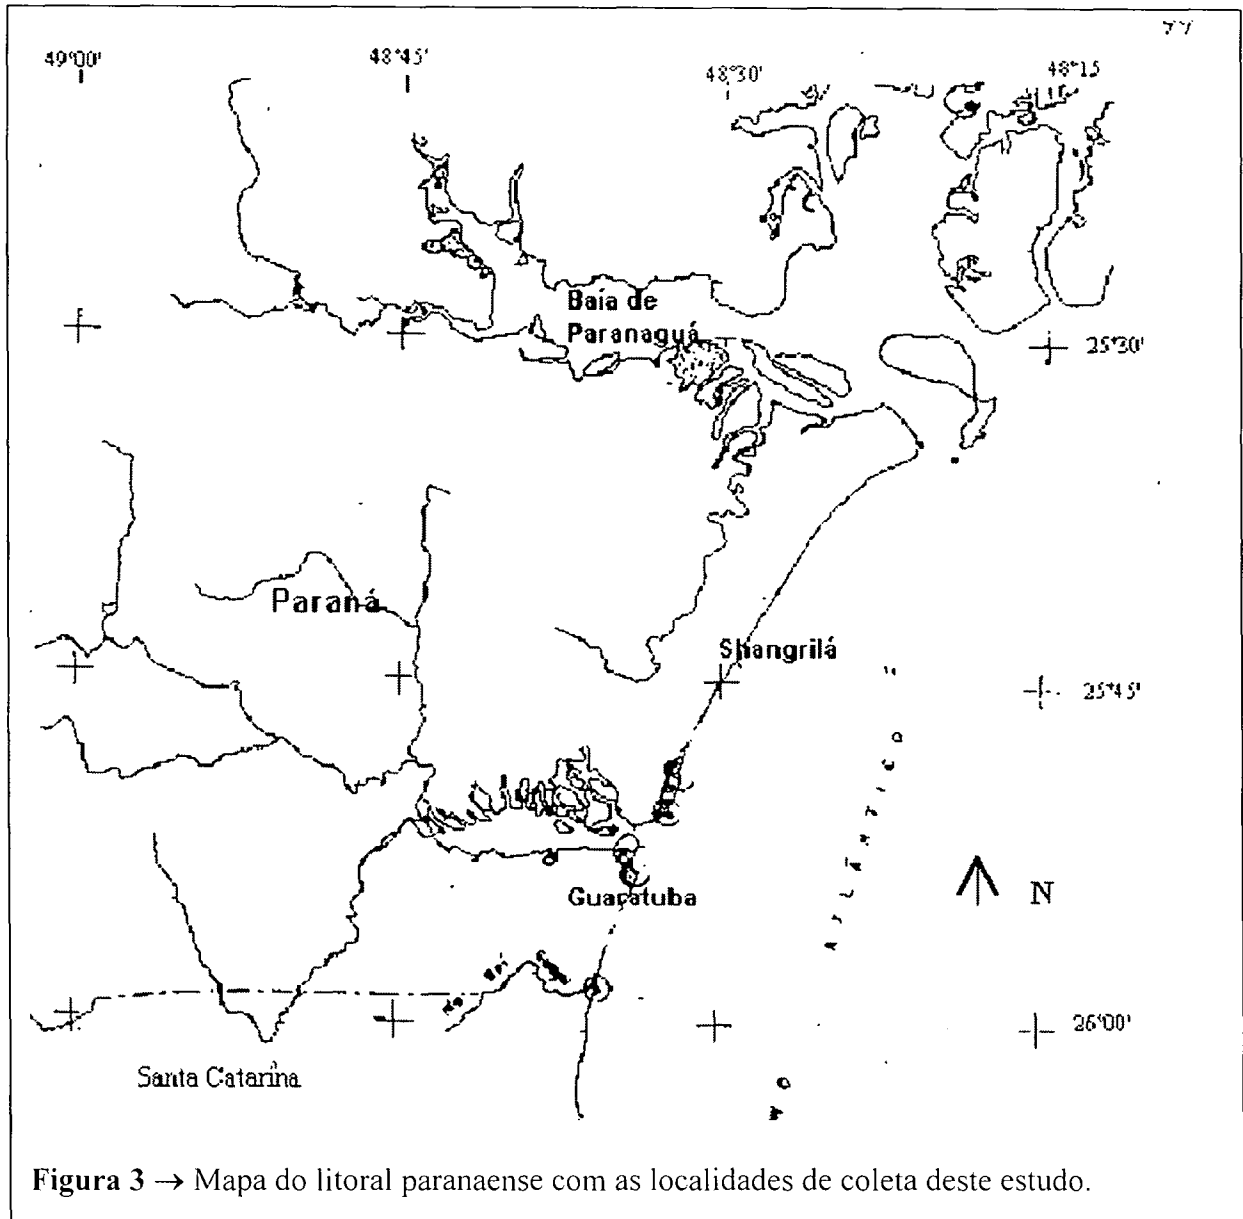 49°00'
48°45'
48°30'
48°15
Baía de
Paranaguá
25°30'
Paraná
Shangrilá
25°45'
ATLÂNTICO
Guaratuba
N
26°00'
Santa Catarina
Figura 3 → Mapa do litoral paranaense com as localidades de coleta deste estudo.